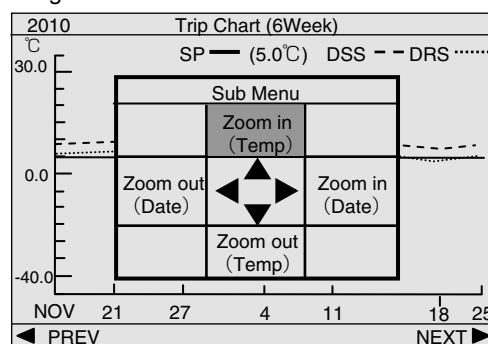 2010 Trip Chart (6Week)
℃ SP (5.0℃) DSS DRS
30.0
Sub Menu
Zoom in
(Temp)
0.0
Zoom out
(Date)
Zoom in
(Date)
Zoom out
(Temp)
-40.0
NOV 21 27 4 11 18 25
PREV NEXT